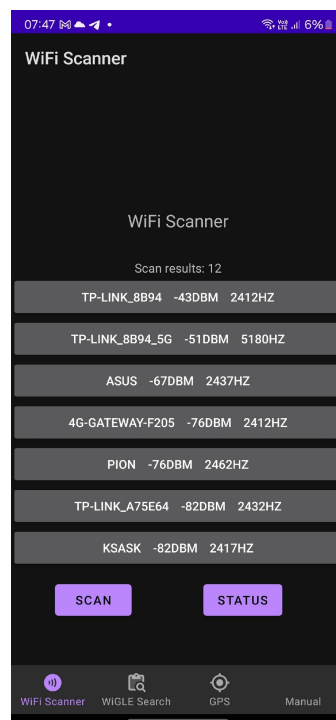 07:47 6%
WiFi Scanner
WiFi Scanner
Scan results: 12
TP-LINK_8B94 -43DBM 2412HZ
TP-LINK_8B94_5G -51DBM 5180HZ
ASUS -67DBM 2437HZ
4G-GATEWAY-F205 -76DBM 2412HZ
PION -76DBM 2462HZ
TP-LINK_A75E64 -82DBM 2432HZ
KSASK -82DBM 2417HZ
SCAN STATUS
WiFi Scanner WiGLE Search GPS Manual